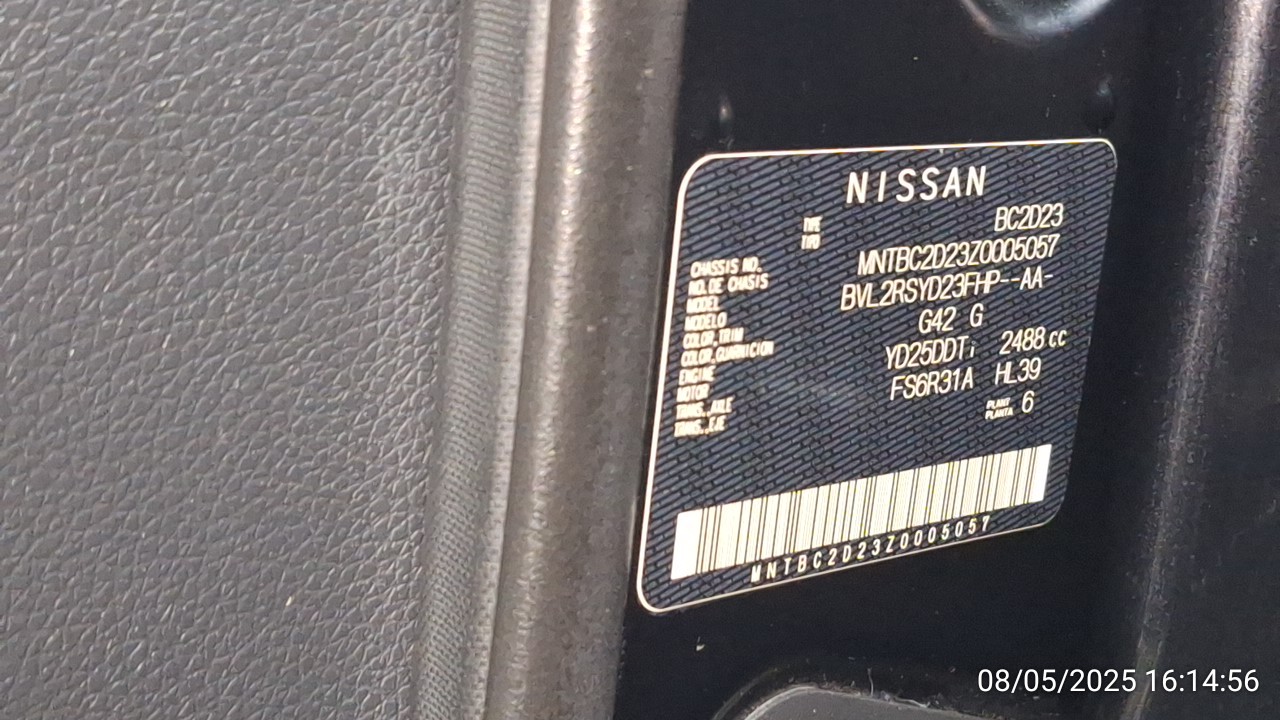 NISSAN
TYPE BC2D23
TIPO
CHASSIS NO. MNTBC2D23Z0005057
NO. DE CHASIS
MODEL BVL2RSYD23FHP--AA-
MODELO
COLOR,TRIM G42 G
COLOR,GUARNICION
ENGINE YD25DDTi 2488 cc
MOTOR
TRANS.,AXLE FS6R31A HL39
TRANS.,EJE
PLANT 6
PLANTA
MNTBC2D23Z0005057
08/05/2025 16:14:56